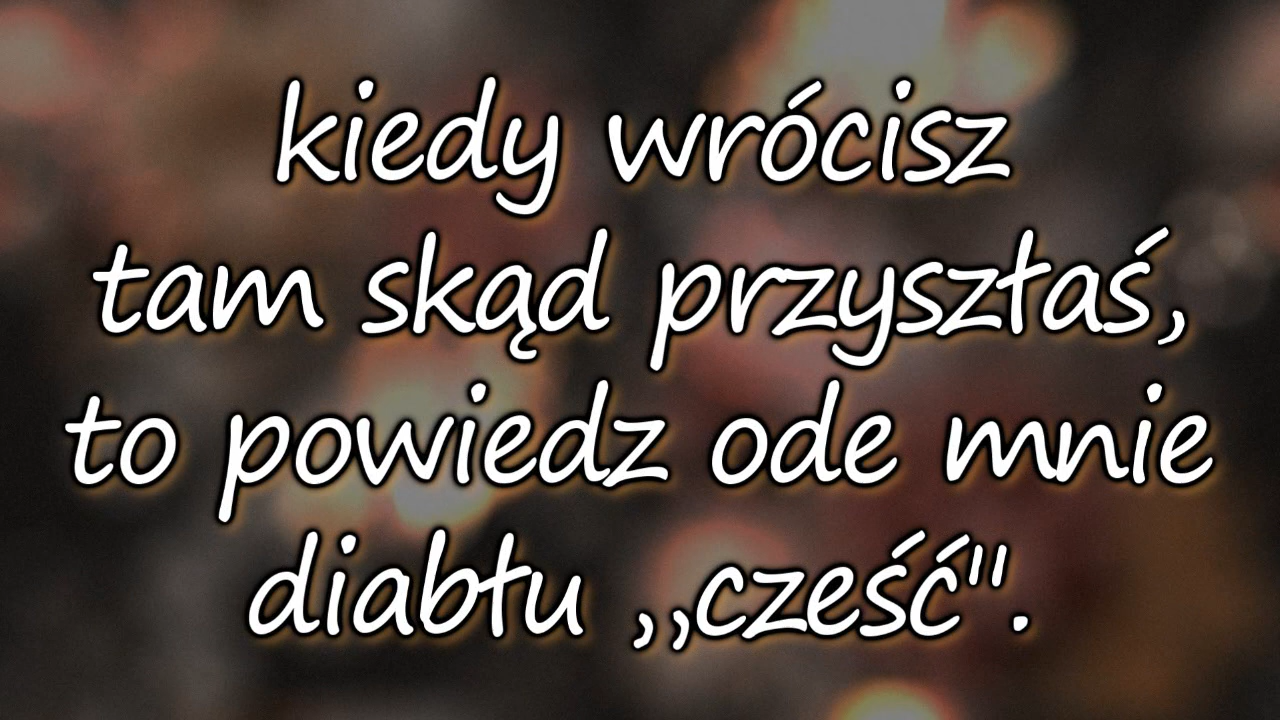 kiedy wrócisz
tam skąd przyszłaś,
to powiedz ode mnie
diabłu ,,cześć".